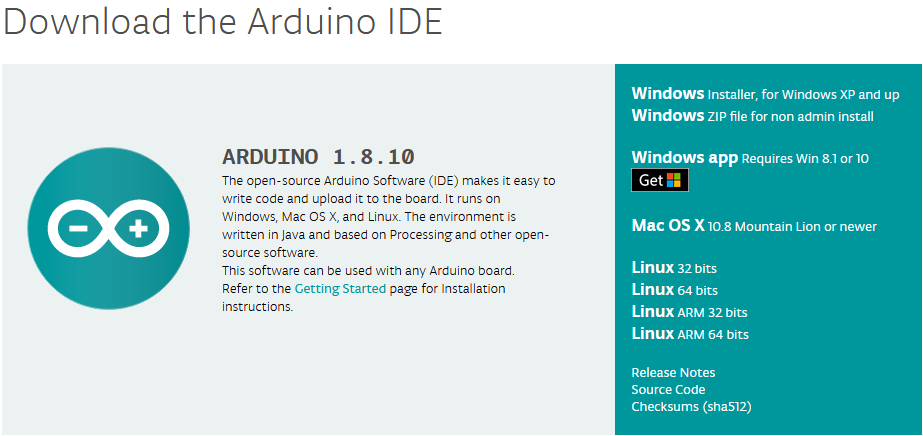 Download the Arduino IDE
ARDUINO 1.8.10
The open-source Arduino Software (IDE) makes it easy to
write code and upload it to the board. It runs on
Windows, Mac OS X, and Linux. The environment is
written in Java and based on Processing and other open-
source software.
This software can be used with any Arduino board.
Refer to the Getting Started page for Installation
instructions.
Windows Installer, for Windows XP and up
Windows ZIP file for non admin install
Windows app Requires Win 8.1 or 10
Get
Mac OS X 10.8 Mountain Lion or newer
Linux 32 bits
Linux 64 bits
Linux ARM 32 bits
Linux ARM 64 bits
Release Notes
Source Code
Checksums (sha512)